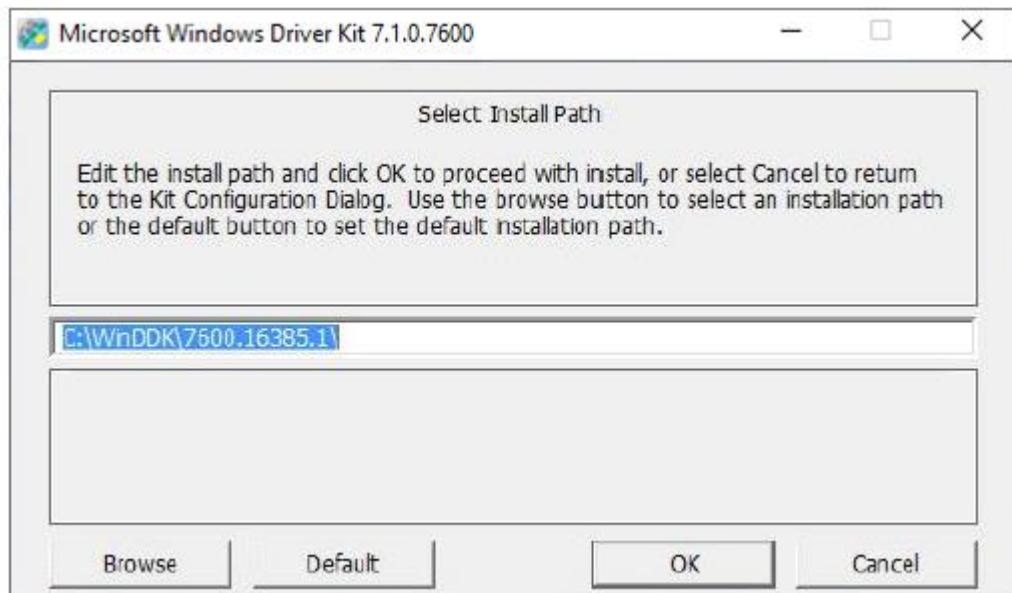 Microsoft Windows Driver Kit 7.1.0.7600
Select Install Path
Edit the install path and click OK to proceed with install, or select Cancel to return
to the Kit Configuration Dialog. Use the browse button to select an installation path
or the default button to set the default installation path.
C:\WinDDK\7600.16385.1\
Browse
Default
OK
Cancel